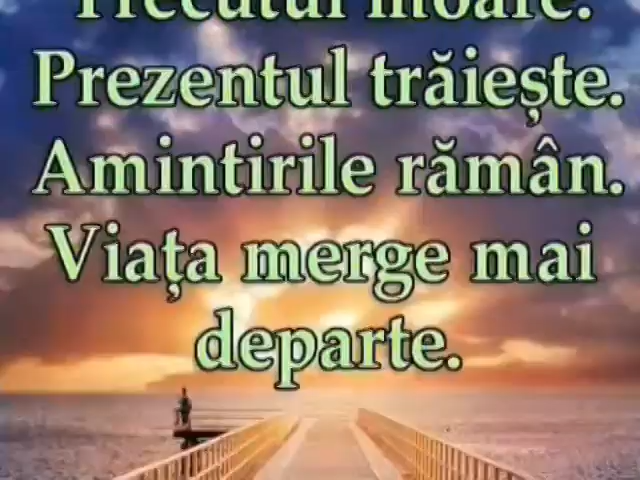 Trecutul moare.
Prezentul trăiește.
Amintirile rămân.
Viața merge mai
departe.